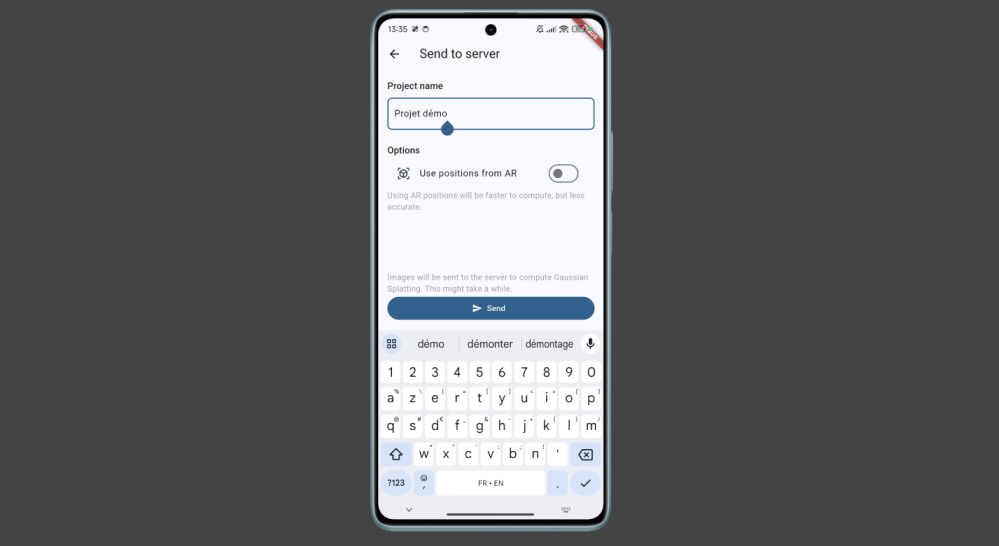 13:35
Send to server
Project name
Projet démo
Options
Use positions from AR
Using AR positions will be faster to compute, but less
accurate.
Images will be sent to the server to compute Gaussian
Splatting. This might take a while.
Send
démo démonter démontage
1 2 3 4 5 6 7 8 9 0
a z e r t y u i o p
q s d f g h j k l m
w x c v b n '
?123 , FR • EN .